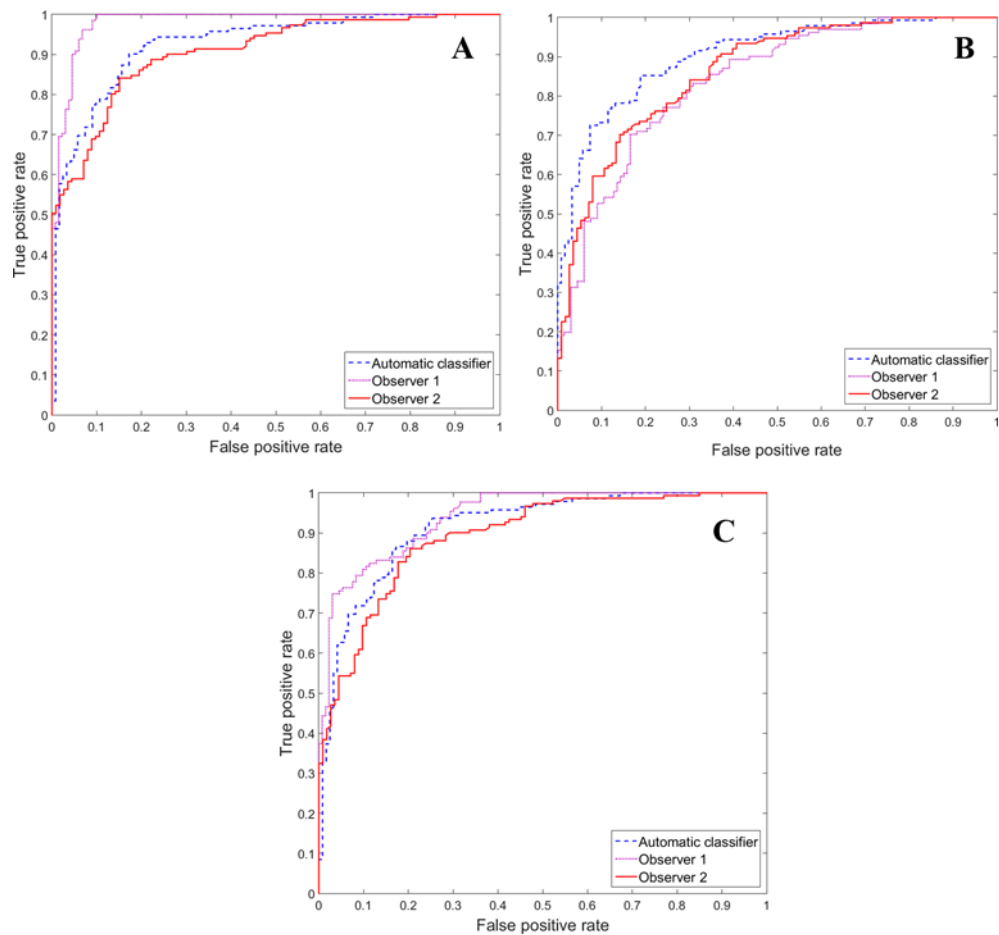 A
True positive rate
1
0.9
0.8
0.7
0.6
0.5
0.4
0.3
0.2
0.1
0
0 0.1 0.2 0.3 0.4 0.5 0.6 0.7 0.8 0.9 1
False positive rate
Automatic classifier
Observer 1
Observer 2
B
True positive rate
1
0.9
0.8
0.7
0.6
0.5
0.4
0.3
0.2
0.1
0
0 0.1 0.2 0.3 0.4 0.5 0.6 0.7 0.8 0.9 1
False positive rate
Automatic classifier
Observer 1
Observer 2
C
True positive rate
1
0.9
0.8
0.7
0.6
0.5
0.4
0.3
0.2
0.1
0
0 0.1 0.2 0.3 0.4 0.5 0.6 0.7 0.8 0.9 1
False positive rate
Automatic classifier
Observer 1
Observer 2